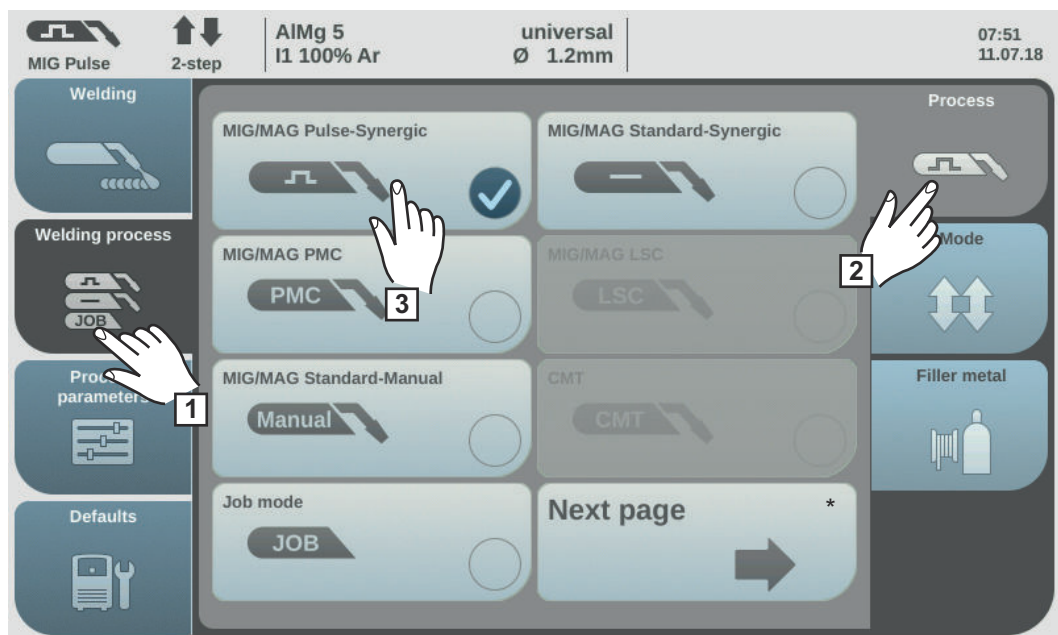 MIG Pulse
2-step
AlMg 5
I1 100% Ar
universal
Ø 1.2mm
07:51
11.07.18
Welding
Welding process
JOB
1
Process
parameters
Defaults
MIG/MAG Pulse-Synergic
MIG/MAG Standard-Synergic
MIG/MAG PMC
PMC
3
MIG/MAG LSC
LSC
MIG/MAG Standard-Manual
Manual
CMT
CMT
Job mode
JOB
Next page *
Process
2
Mode
Filler metal